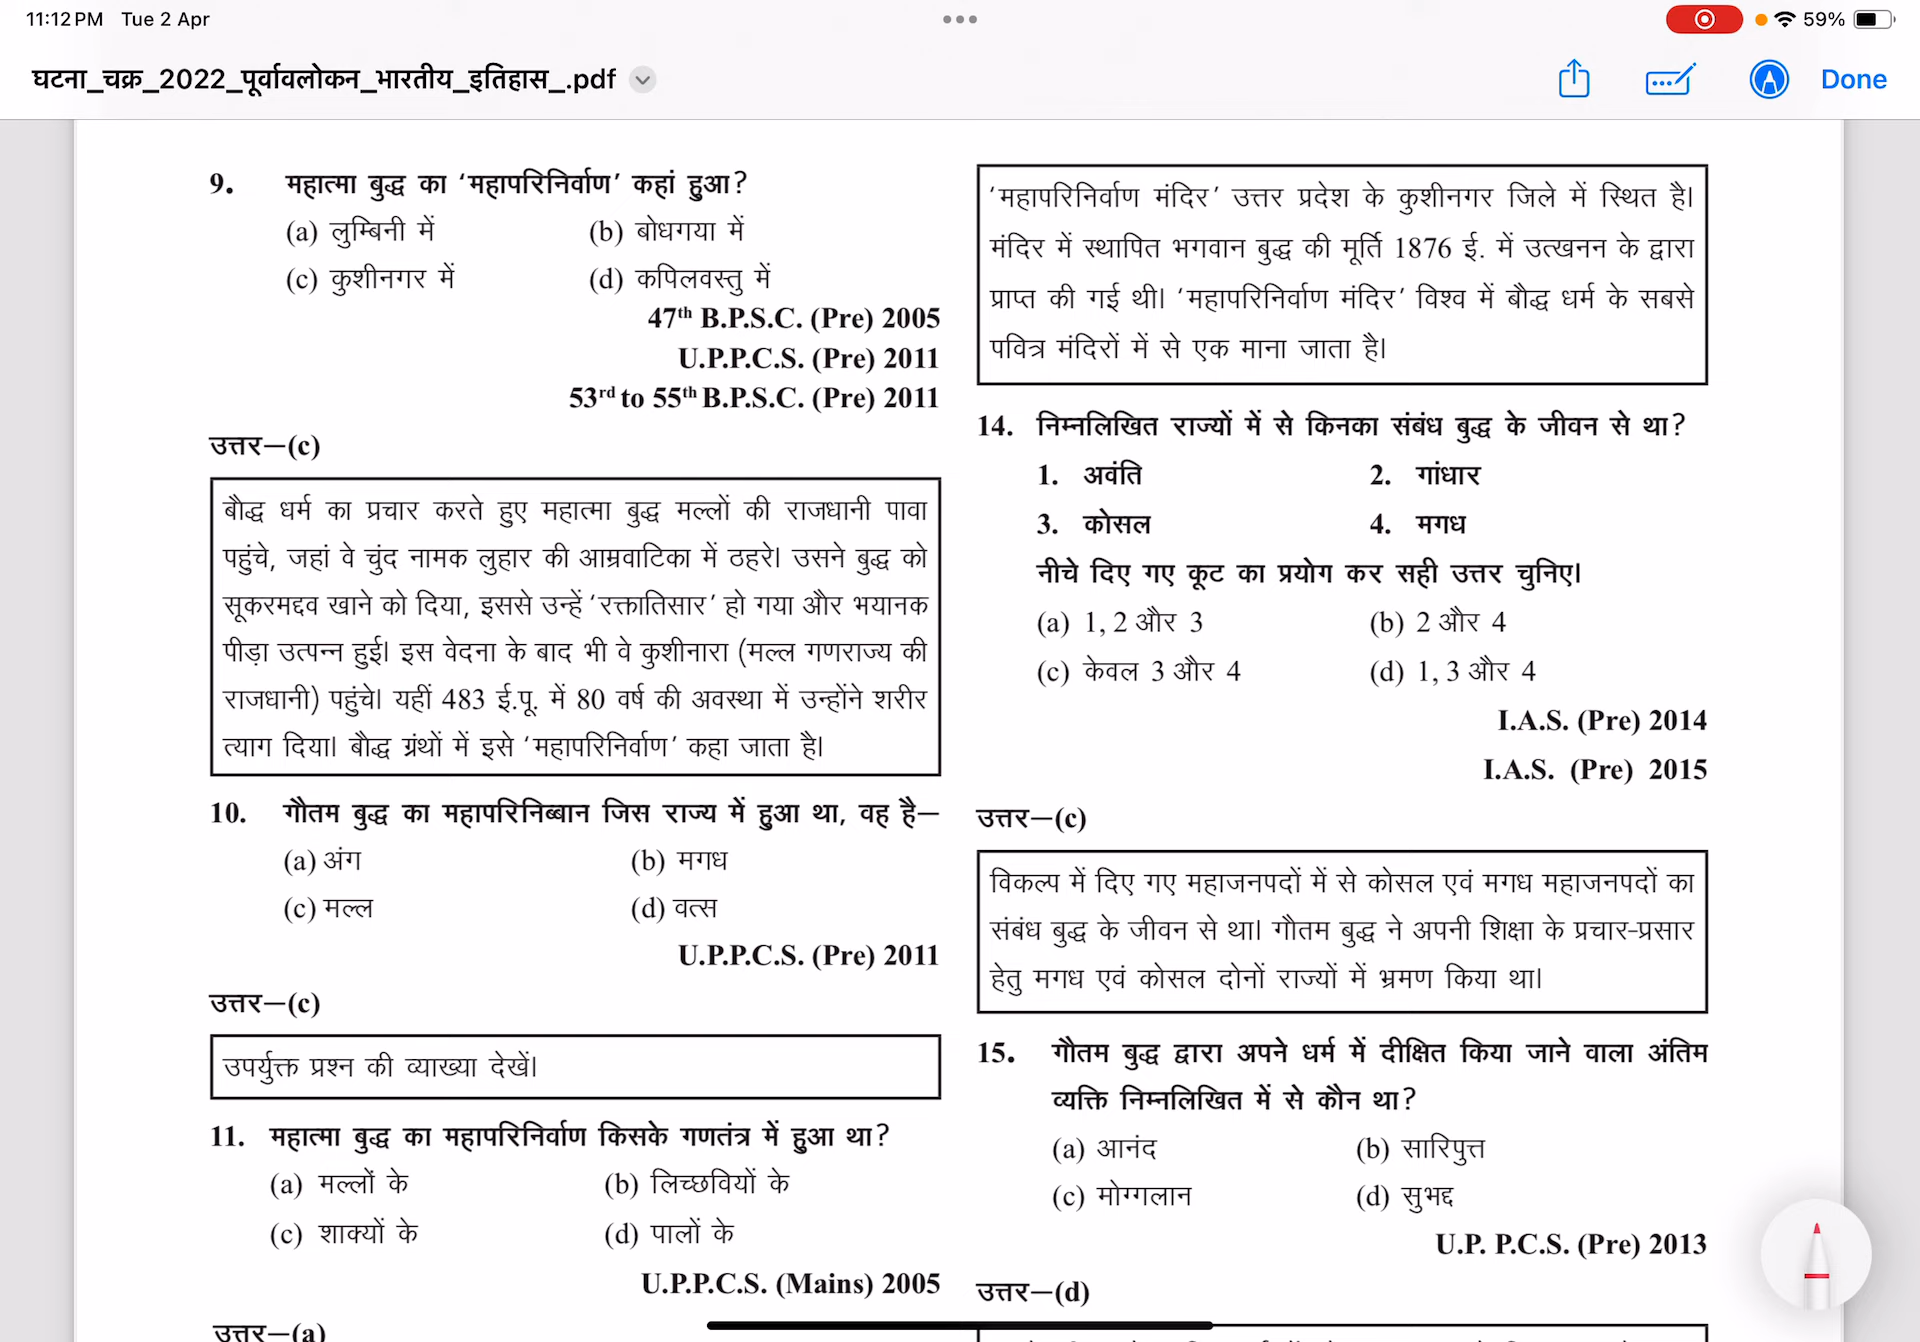 11:12 PM Tue 2 Apr
59%
घटना_चक्र_2022_पूर्वावलोकन_भारतीय_इतिहास_.pdf
Done
9. महात्मा बुद्ध का ‘महापरिनिर्वाण’ कहां हुआ?
(a) लुम्बिनी में (b) बोधगया में
(c) कुशीनगर में (d) कपिलवस्तु में
47th B.P.S.C. (Pre) 2005
U.P.P.C.S. (Pre) 2011
53rd to 55th B.P.S.C. (Pre) 2011
उत्तर—(c)
बौद्ध धर्म का प्रचार करते हुए महात्मा बुद्ध मल्लों की राजधानी पावा
पहुंचे, जहां वे चुंद नामक लुहार की आम्रवाटिका में ठहरे। उसने बुद्ध को
सूकरमद्दव खाने को दिया, इससे उन्हें ‘रक्तातिसार’ हो गया और भयानक
पीड़ा उत्पन्न हुई। इस वेदना के बाद भी वे कुशीनारा (मल्ल गणराज्य की
राजधानी) पहुंचे। यहीं 483 ई.पू. में 80 वर्ष की अवस्था में उन्होंने शरीर
त्याग दिया। बौद्ध ग्रंथों में इसे ‘महापरिनिर्वाण’ कहा जाता है।
10. गौतम बुद्ध का महापरिनिब्बान जिस राज्य में हुआ था, वह है—
(a) अंग (b) मगध
(c) मल्ल (d) वत्स
U.P.P.C.S. (Pre) 2011
उत्तर—(c)
उपर्युक्त प्रश्न की व्याख्या देखें।
11. महात्मा बुद्ध का महापरिनिर्वाण किसके गणतंत्र में हुआ था?
(a) मल्लों के (b) लिच्छवियों के
(c) शाक्यों के (d) पालों के
U.P.P.C.S. (Mains) 2005
उत्तर—(a)
‘महापरिनिर्वाण मंदिर’ उत्तर प्रदेश के कुशीनगर जिले में स्थित है।
मंदिर में स्थापित भगवान बुद्ध की मूर्ति 1876 ई. में उत्खनन के द्वारा
प्राप्त की गई थी। ‘महापरिनिर्वाण मंदिर’ विश्व में बौद्ध धर्म के सबसे
पवित्र मंदिरों में से एक माना जाता है।
14. निम्नलिखित राज्यों में से किनका संबंध बुद्ध के जीवन से था?
1. अवंति 2. गांधार
3. कोसल 4. मगध
नीचे दिए गए कूट का प्रयोग कर सही उत्तर चुनिए।
(a) 1, 2 और 3 (b) 2 और 4
(c) केवल 3 और 4 (d) 1, 3 और 4
I.A.S. (Pre) 2014
I.A.S. (Pre) 2015
उत्तर—(c)
विकल्प में दिए गए महाजनपदों में से कोसल एवं मगध महाजनपदों का
संबंध बुद्ध के जीवन से था। गौतम बुद्ध ने अपनी शिक्षा के प्रचार-प्रसार
हेतु मगध एवं कोसल दोनों राज्यों में भ्रमण किया था।
15. गौतम बुद्ध द्वारा अपने धर्म में दीक्षित किया जाने वाला अंतिम
व्यक्ति निम्नलिखित में से कौन था?
(a) आनंद (b) सारिपुत्त
(c) मोग्गलान (d) सुभद्द
U.P. P.C.S. (Pre) 2013
उत्तर—(d)